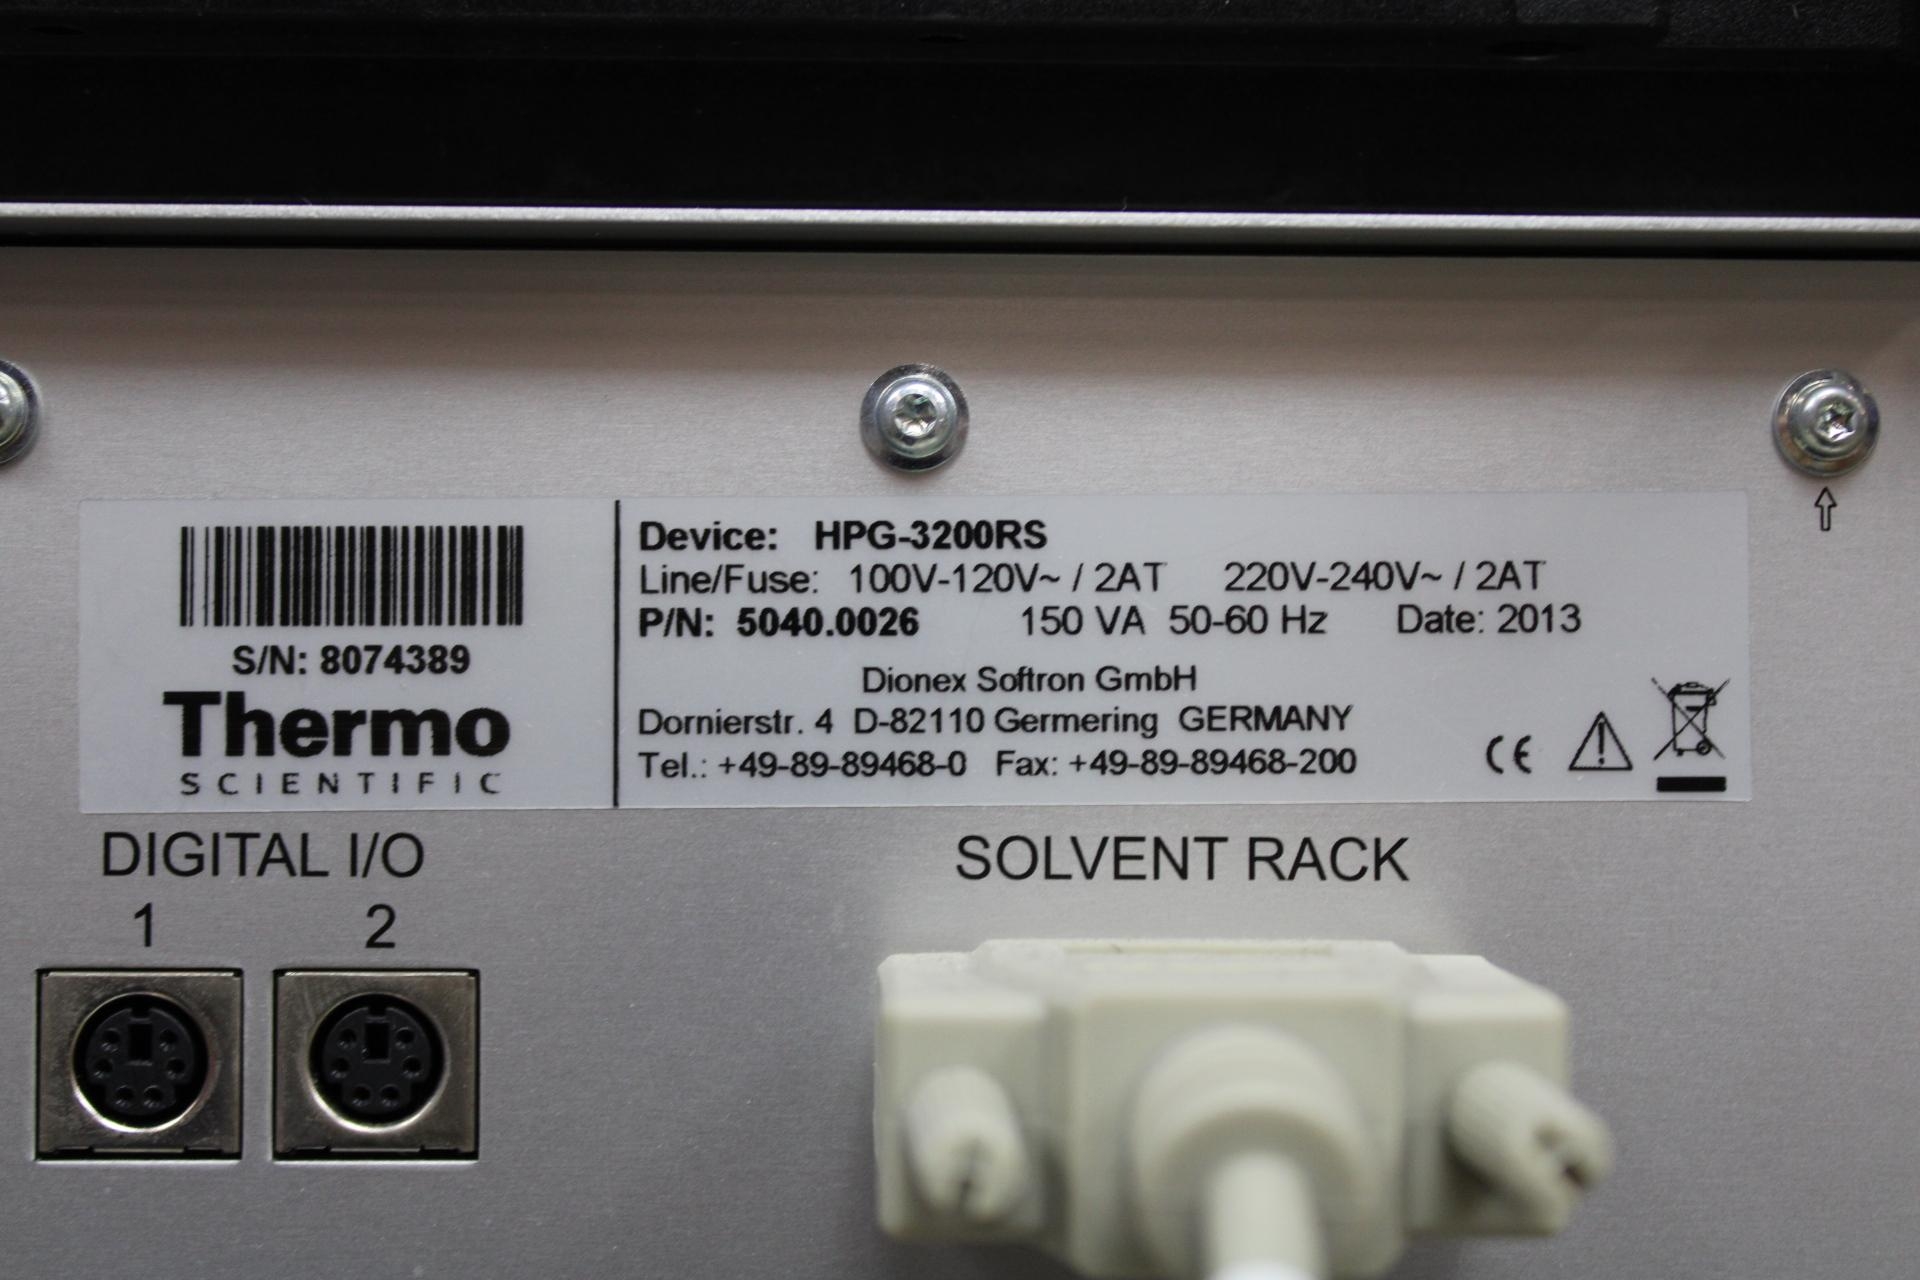 S/N: 8074389
Thermo
SCIENTIFIC
Device: HPG-3200RS
Line/Fuse: 100V-120V~ / 2AT 220V-240V~ / 2AT
P/N: 5040.0026 150 VA 50-60 Hz Date: 2013
Dionex Softron GmbH
Dornierstr. 4 D-82110 Germering GERMANY
Tel.: +49-89-89468-0 Fax: +49-89-89468-200
CE
DIGITAL I/O
1 2
SOLVENT RACK